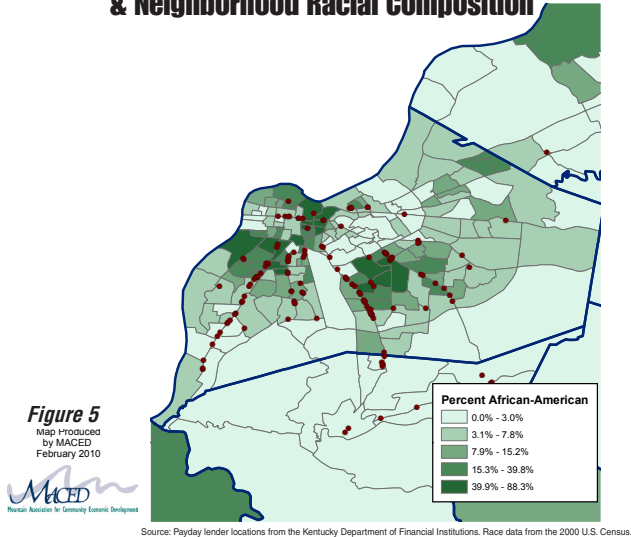 & Neighborhood Racial Composition
Percent African-American
0.0% - 3.0%
3.1% - 7.8%
7.9% - 15.2%
15.3% - 39.8%
39.9% - 88.3%
Figure 5
Map Produced
by MACED
February 2010
MACED
Mountain Association for Community Economic Development
Source: Payday lender locations from the Kentucky Department of Financial Institutions. Race data from the 2000 U.S. Census.